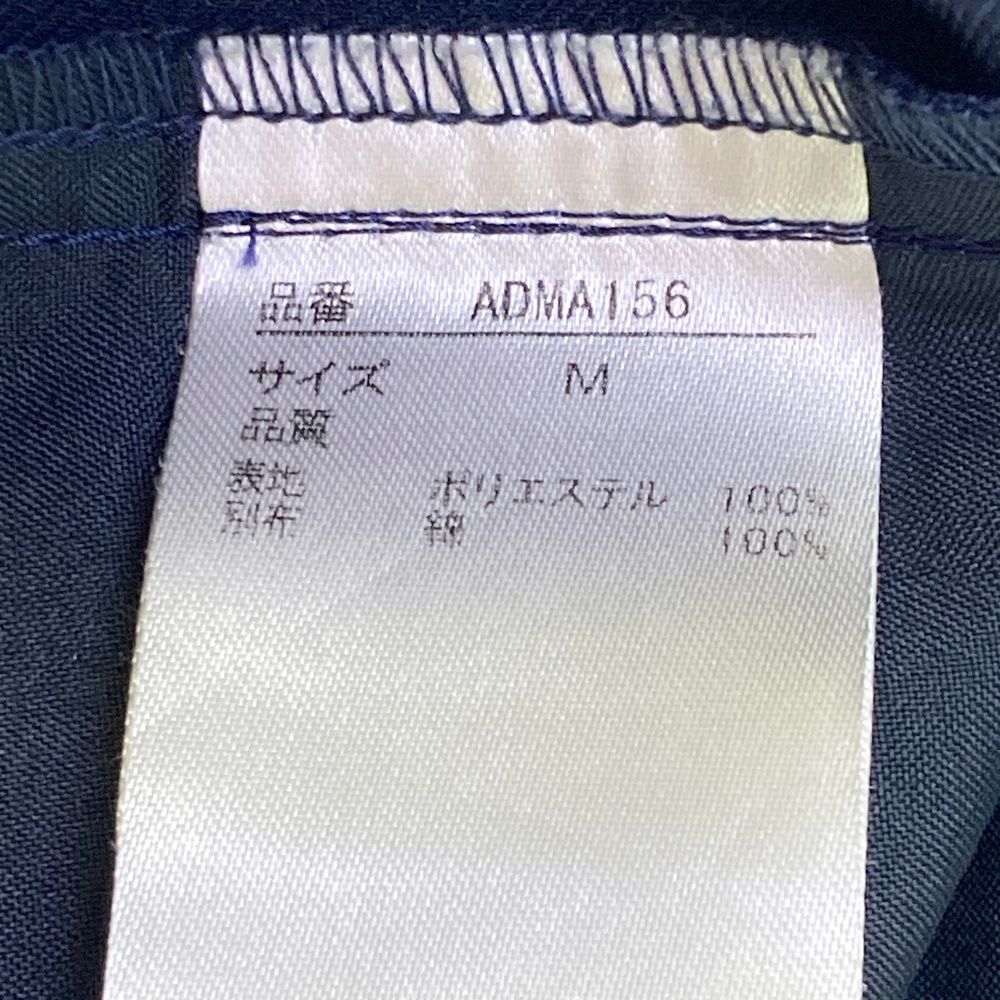 品番 ADMA156
サイズ M
品質
表地 ポリエステル 100%
別布 綿 100%